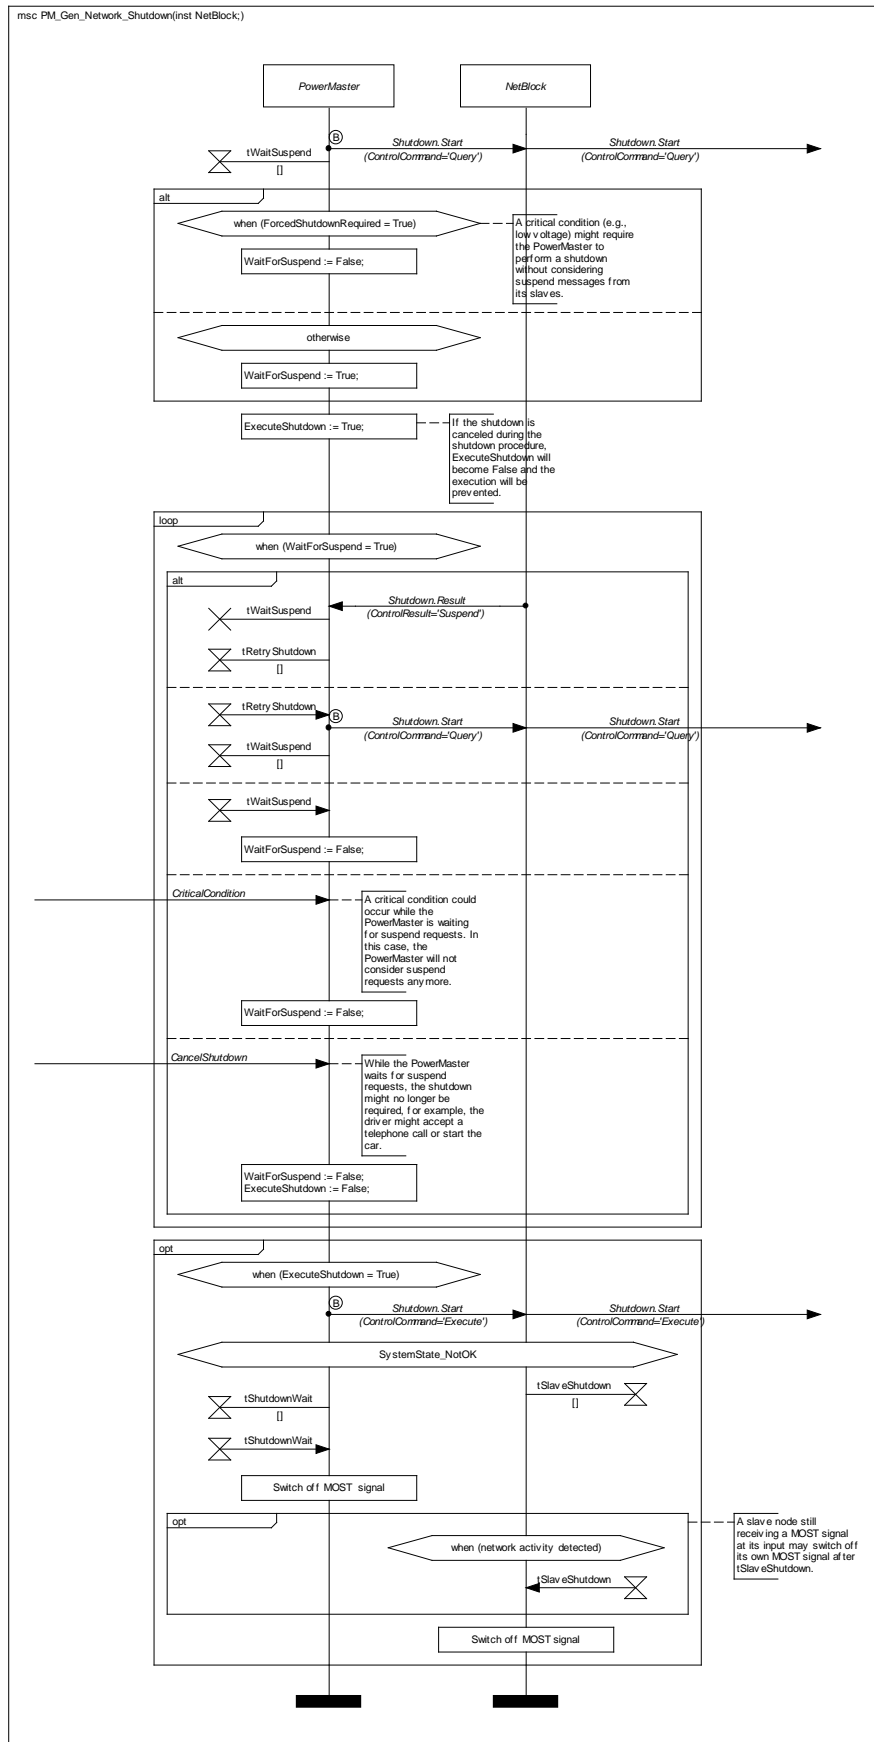 msc PM_Gen_Network_Shutdown(inst NetBlock;)
PowerMaster
NetBlock
B
Shutdown.Start
(ControlCommand='Query')
Shutdown.Start
(ControlCommand='Query')
tWaitSuspend
[]
alt
when (ForcedShutdownRequired = True)
A critical condition (e.g.,
low voltage) might require
the PowerMaster to
perform a shutdown
without considering
suspend messages from
its slaves.
WaitForSuspend := False;
otherwise
WaitForSuspend := True;
ExecuteShutdown := True;
If the shutdown is
canceled during the
shutdown procedure,
ExecuteShutdown will
become False and the
execution will be
prevented.
loop
when (WaitForSuspend = True)
alt
Shutdown.Result
(ControlResult='Suspend')
tWaitSuspend
tRetryShutdown
[]
tRetryShutdown
B
Shutdown.Start
(ControlCommand='Query')
Shutdown.Start
(ControlCommand='Query')
tWaitSuspend
[]
tWaitSuspend
WaitForSuspend := False;
CriticalCondition
A critical condition could
occur while the
PowerMaster is waiting
for suspend requests. In
this case, the
PowerMaster will not
consider suspend
requests anymore.
WaitForSuspend := False;
CancelShutdown
While the PowerMaster
waits for suspend
requests, the shutdown
might no longer be
required, for example, the
driver might accept a
telephone call or start the
car.
WaitForSuspend := False;
ExecuteShutdown := False;
opt
when (ExecuteShutdown = True)
B
Shutdown.Start
(ControlCommand='Execute')
Shutdown.Start
(ControlCommand='Execute')
SystemState_NotOK
tSlaveShutdown
[]
tShutdownWait
[]
tShutdownWait
Switch off MOST signal
opt
A slave node still
receiving a MOST signal
at its input may switch off
its own MOST signal after
tSlaveShutdown.
when (network activity detected)
tSlaveShutdown
Switch off MOST signal